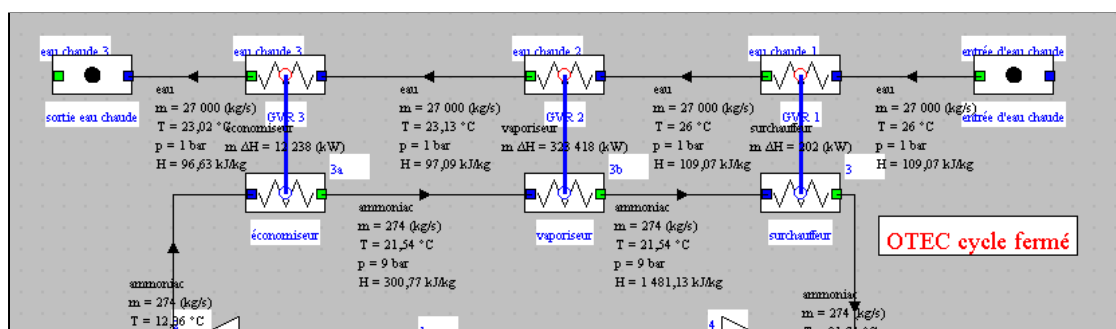 eau chaude 3
eau chaude 3
eau chaude 2
eau chaude 1
entrée d'eau chaude
sortie eau chaude
GVR 3
GVR 2
GVR 1
entrée d'eau chaude
eau
m = 27 000 (kg/s)
T = 23,02 °C
p = 1 bar
H = 96,63 kJ/kg
économiseur
m ΔH = 12 238 (kW)
eau
m = 27 000 (kg/s)
T = 23,13 °C
p = 1 bar
H = 97,09 kJ/kg
vaporiseur
m ΔH = 323 418 (kW)
eau
m = 27 000 (kg/s)
T = 26 °C
p = 1 bar
H = 109,07 kJ/kg
surchauffeur
m ΔH = 202 (kW)
eau
m = 27 000 (kg/s)
T = 26 °C
p = 1 bar
H = 109,07 kJ/kg
3a
3b
3
économiseur
vaporiseur
surchauffeur
ammoniac
m = 274 (kg/s)
T = 21,54 °C
p = 9 bar
H = 300,77 kJ/kg
ammoniac
m = 274 (kg/s)
T = 21,54 °C
p = 9 bar
H = 1 481,13 kJ/kg
OTEC cycle fermé
ammoniac
m = 274 (kg/s)
T = 12,86 °C
4
ammoniac
m = 274 (kg/s)